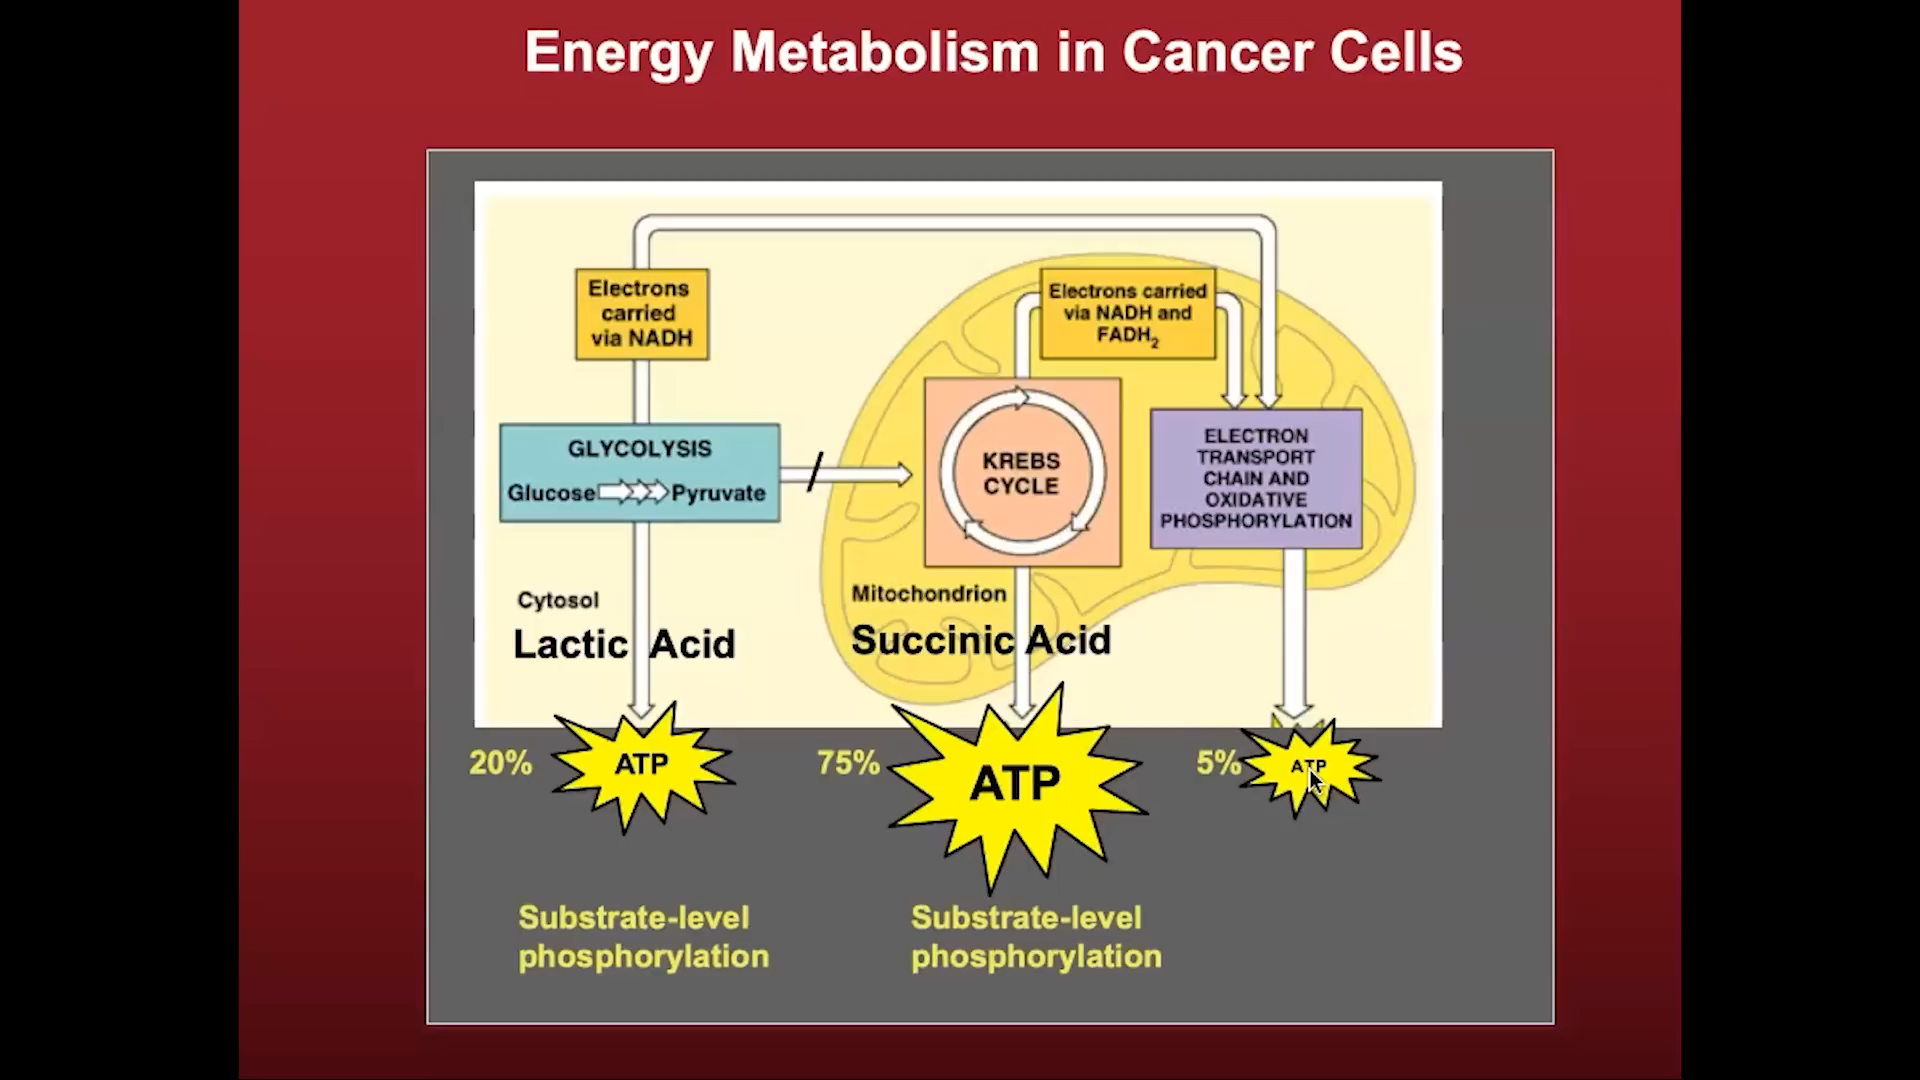 Energy Metabolism in Cancer Cells
Electrons
carried
via NADH
Electrons carried
via NADH and
FADH2
GLYCOLYSIS
Glucose Pyruvate
KREBS
CYCLE
ELECTRON
TRANSPORT
CHAIN AND
OXIDATIVE
PHOSPHORYLATION
Cytosol
Lactic Acid
Mitochondrion
Succinic Acid
20%
ATP
75%
ATP
5%
ATP
Substrate-level
phosphorylation
Substrate-level
phosphorylation